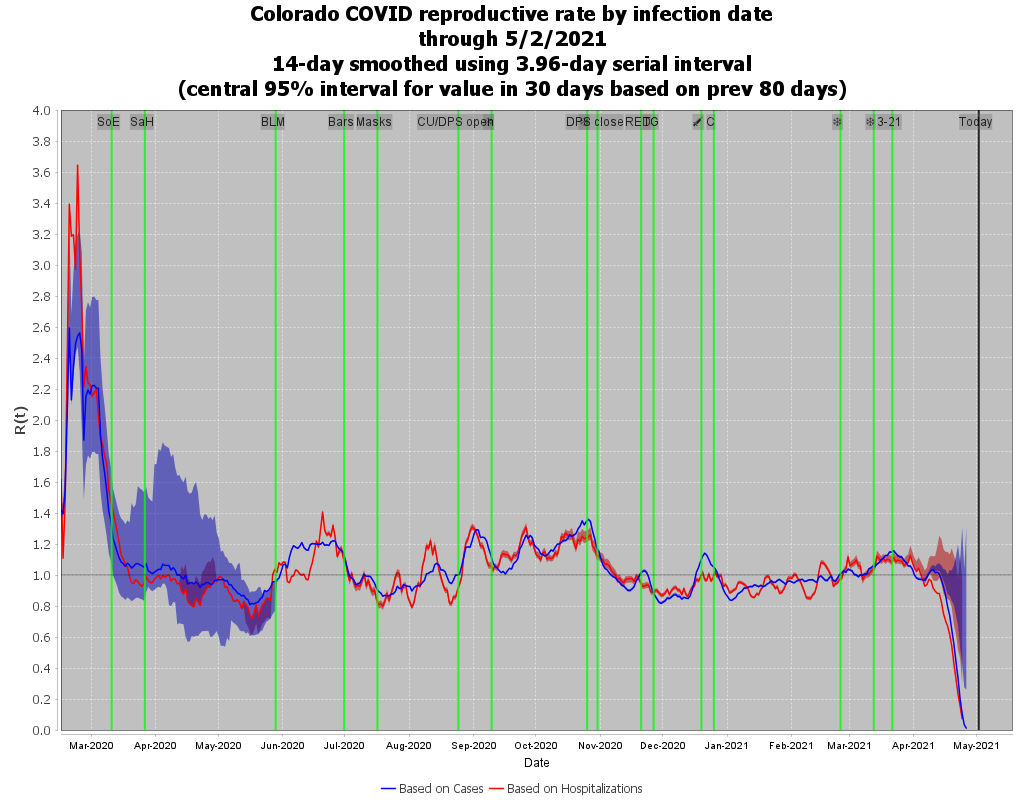 Colorado COVID reproductive rate by infection date
through 5/2/2021
14-day smoothed using 3.96-day serial interval
(central 95% interval for value in 30 days based on prev 80 days)
4.0
SoE SaH BLM Bars Masks CU/DPS open close C 3-21 Today
3.8
3.6
3.4
3.2
3.0
2.8
2.6
2.4
2.2
2.0
1.8
1.6
1.4
1.2
1.0
0.8
0.6
0.4
0.2
0.0
R(t)
Mar-2020 Apr-2020 May-2020 Jun-2020 Jul-2020 Aug-2020 Sep-2020 Oct-2020 Nov-2020 Dec-2020 Jan-2021 Feb-2021 Mar-2021 Apr-2021 May-2021
Date
Based on Cases Based on Hospitalizations